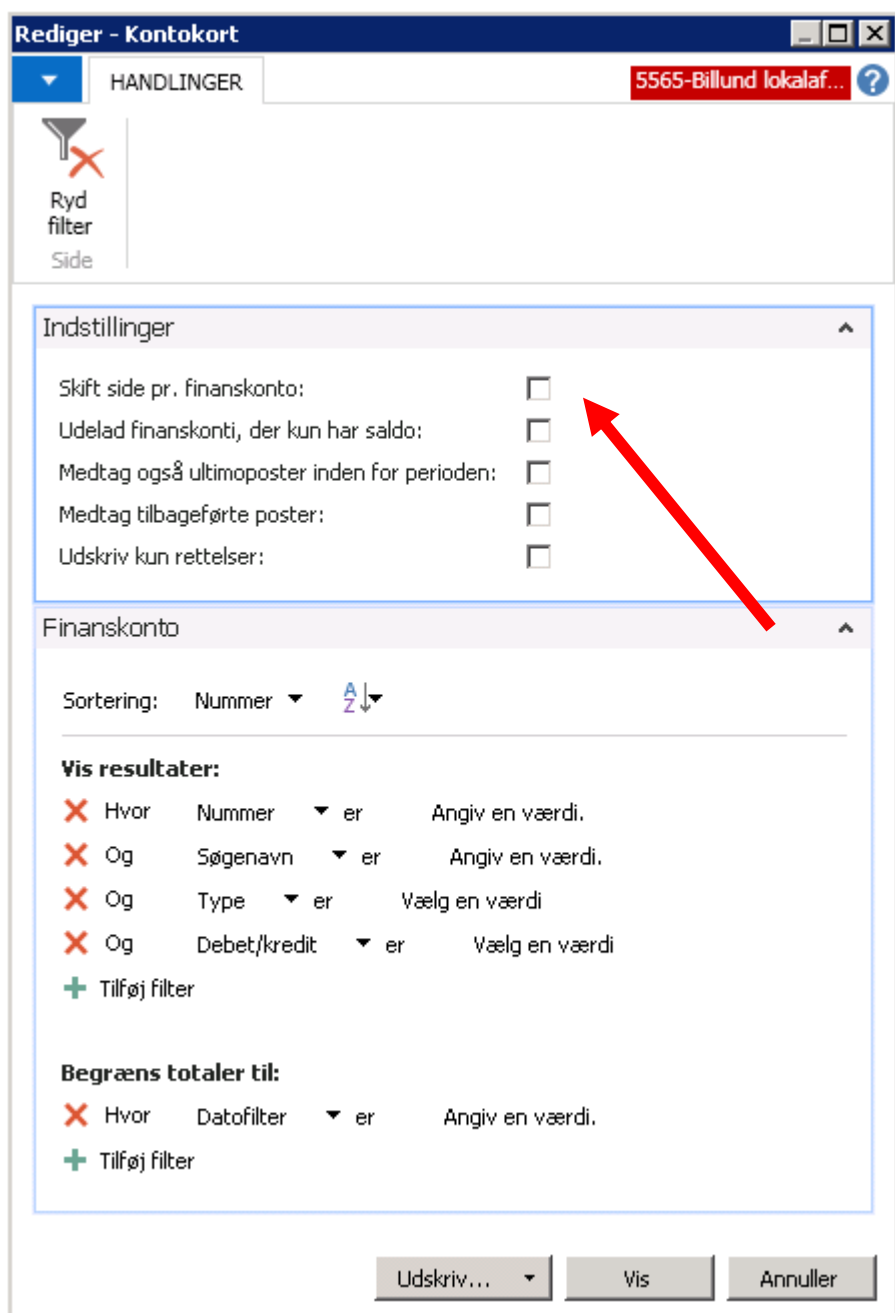 Rediger - Kontokort
HANDLINGER
5565-Billund lokalaf...
Ryd
filter
Side
Indstillinger
Skift side pr. finanskonto:
Udelad finanskonti, der kun har saldo:
Medtag også ultimoposter inden for perioden:
Medtag tilbageførte poster:
Udskriv kun rettelser:
Finanskonto
Sortering: Nummer
Vis resultater:
Hvor Nummer er Angiv en værdi.
Og Søgenavn er Angiv en værdi.
Og Type er Vælg en værdi
Og Debet/kredit er Vælg en værdi
Tilføj filter
Begræns totaler til:
Hvor Datofilter er Angiv en værdi.
Tilføj filter
Udskriv... Vis Annuller